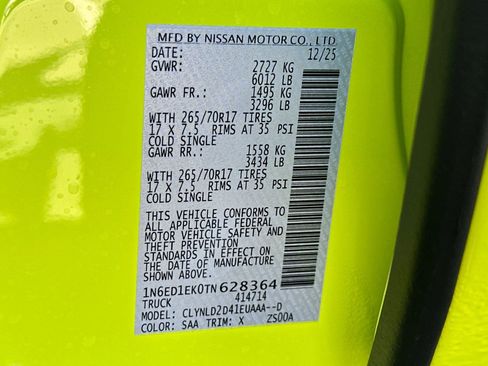 MFD BY NISSAN MOTOR CO., LTD.
DATE: 12/25
GVWR: 2727 KG
6012 LB
GAWR FR.: 1495 KG
3296 LB
WITH 265/70R17 TIRES
17 X 7.5 RIMS AT 35 PSI
COLD SINGLE
GAWR RR.: 1558 KG
3434 LB
WITH 265/70R17 TIRES
17 X 7.5 RIMS AT 35 PSI
COLD SINGLE
THIS VEHICLE CONFORMS TO
ALL APPLICABLE FEDERAL
MOTOR VEHICLE SAFETY AND
THEFT PREVENTION
STANDARDS IN EFFECT ON
THE DATE OF MANUFACTURE
SHOWN ABOVE.
1N6ED1EK0TN628364
TRUCK 414714
MODEL: CLYNLD2D41EUAAA--D
COLOR: SAA TRIM: X ZS00A